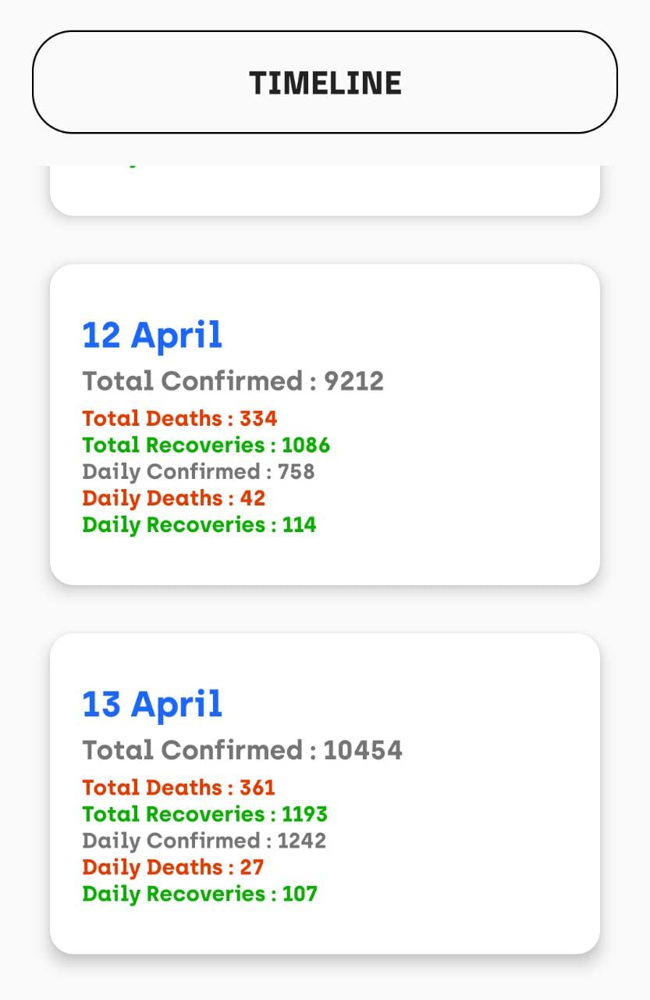 TIMELINE
12 April
Total Confirmed : 9212
Total Deaths : 334
Total Recoveries : 1086
Daily Confirmed : 758
Daily Deaths : 42
Daily Recoveries : 114
13 April
Total Confirmed : 10454
Total Deaths : 361
Total Recoveries : 1193
Daily Confirmed : 1242
Daily Deaths : 27
Daily Recoveries : 107